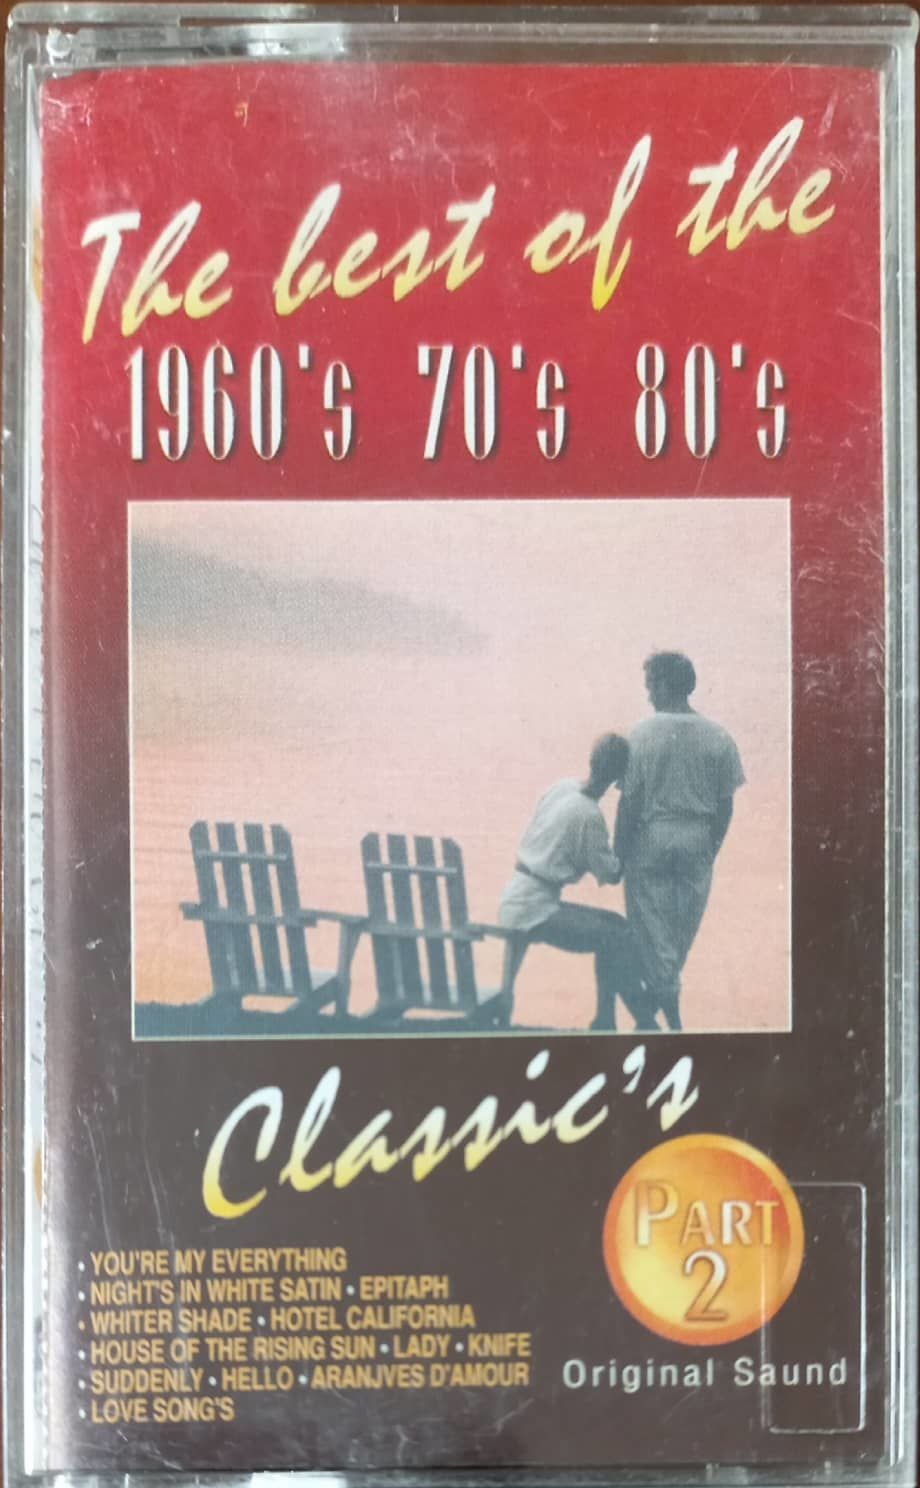 The best of the
1960's 70's 80's
Classic's
PART
2
Original Saund
• YOU'RE MY EVERYTHING
• NIGHT'S IN WHITE SATIN • EPITAPH
• WHITER SHADE • HOTEL CALIFORNIA
• HOUSE OF THE RISING SUN • LADY • KNIFE
• SUDDENLY • HELLO • ARANJVES D'AMOUR
• LOVE SONG'S